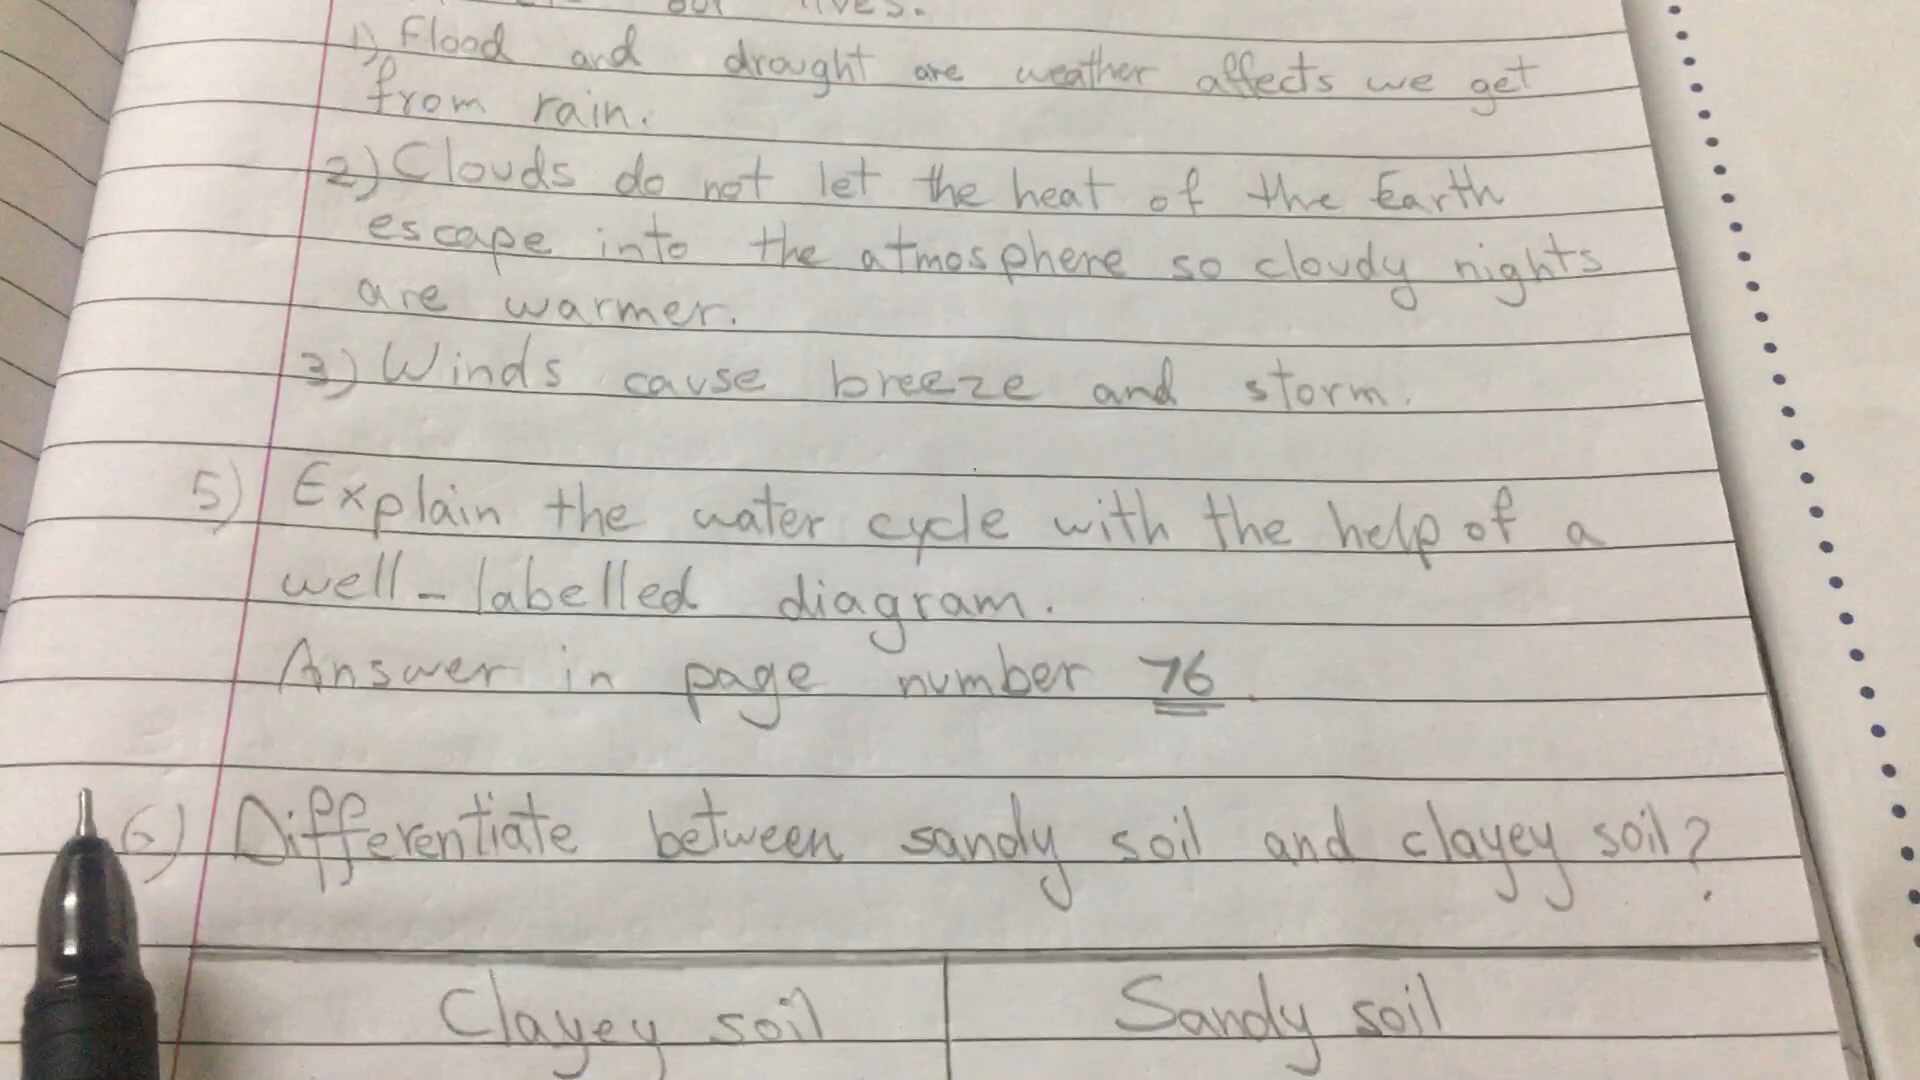 our lives.
1) Flood and drought are weather affects we get
from rain.
2) Clouds do not let the heat of the Earth
escape into the atmosphere so cloudy nights
are warmer.
3) Winds cause breeze and storm.
5) Explain the water cycle with the help of a
well-labelled diagram.
Answer in page number 76
6) Differentiate between sandy soil and clayey soil?
Clayey soil
Sandy soil